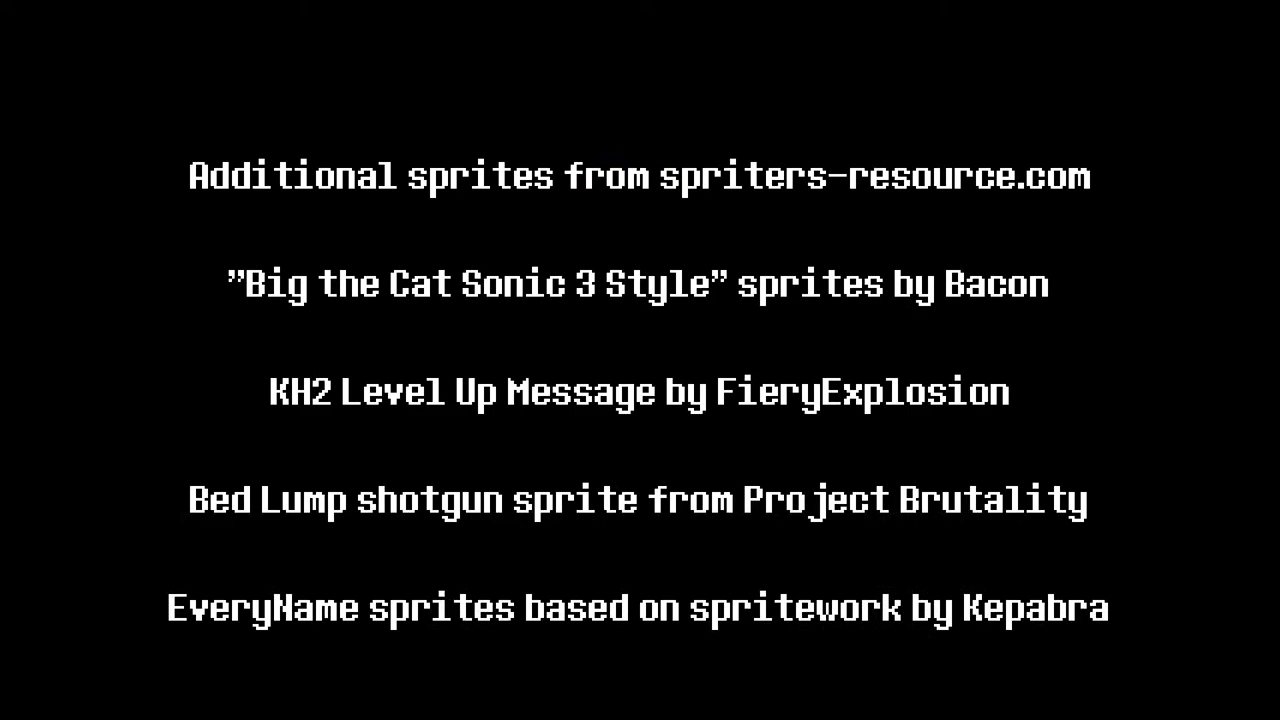 Additional sprites from spriters-resource.com
"Big the Cat Sonic 3 Style" sprites by Bacon
KH2 Level Up Message by FieryExplosion
Bed Lump shotgun sprite from Project Brutality
EveryName sprites based on spritework by Kepabra